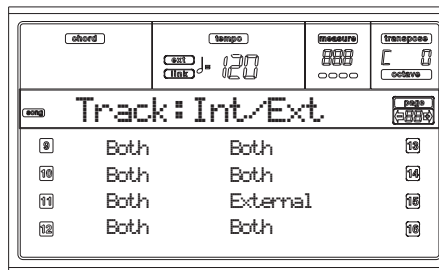 chord tempo measure transpose
ext ♩= 120 888 C 0
link octave
song Track:Int/Ext page
88
9 Both Both 13
10 Both Both 14
11 Both External 15
12 Both Both 16